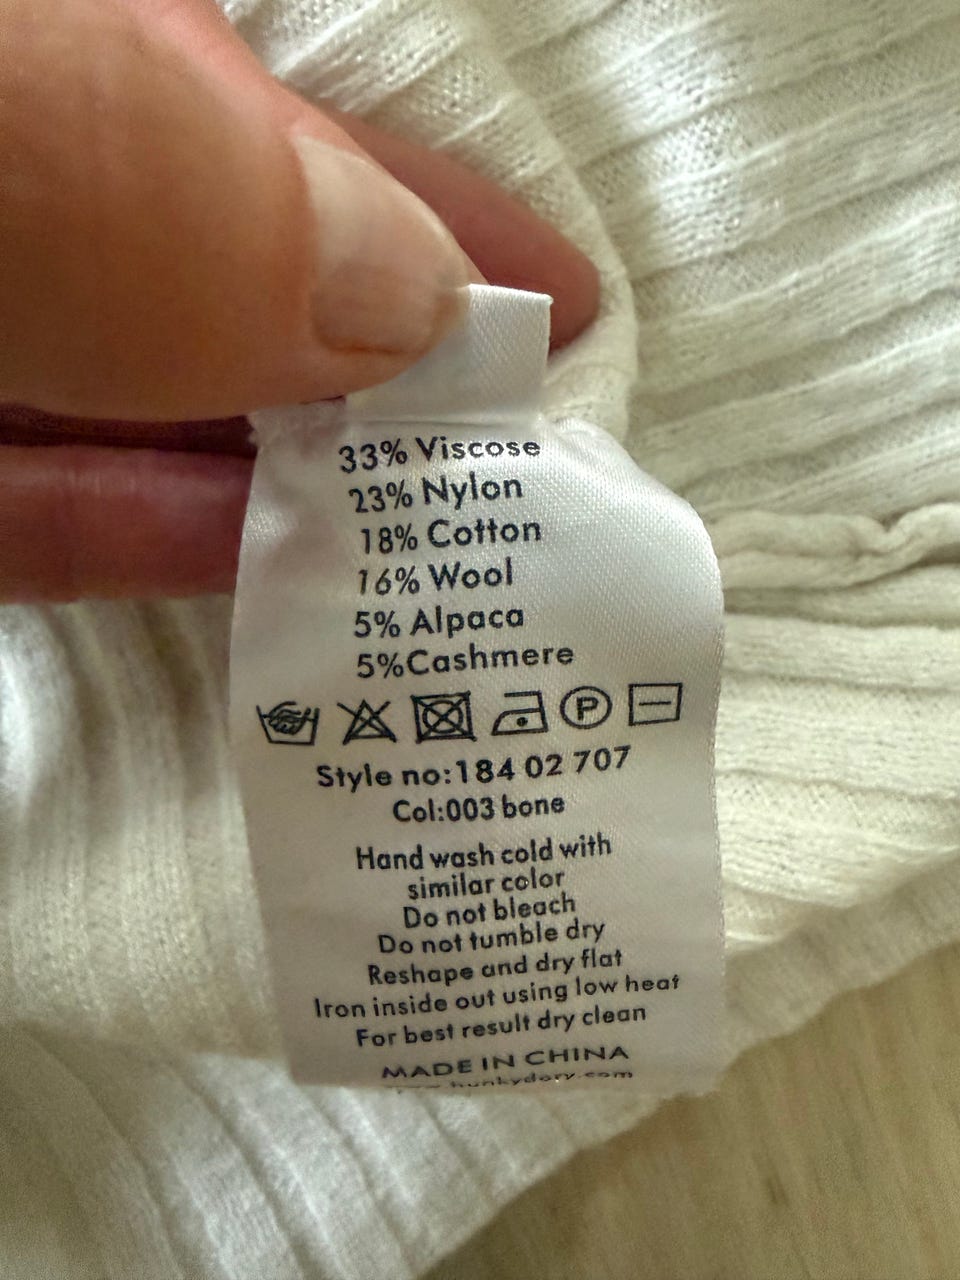 33% Viscose
23% Nylon
18% Cotton
16% Wool
5% Alpaca
5%Cashmere
P
Style no:184 02 707
Col:003 bone
Hand wash cold with
similar color
Do not bleach
Do not tumble dry
Reshape and dry flat
Iron inside out using low heat
For best result dry clean
MADE IN CHINA